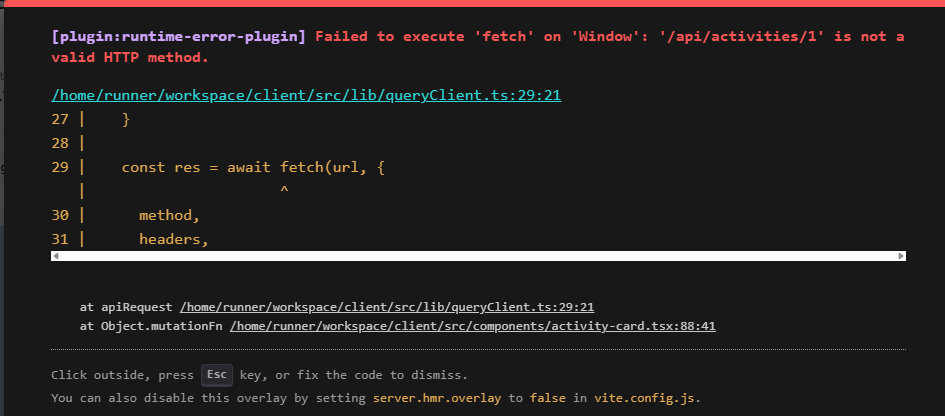 [plugin:runtime-error-plugin] Failed to execute 'fetch' on 'Window': '/api/activities/1' is not a
valid HTTP method.
/home/runner/workspace/client/src/lib/queryClient.ts:29:21
27 |    }
28 |
29 |    const res = await fetch(url, {
   |                      ^
30 |      method,
31 |      headers,
at apiRequest /home/runner/workspace/client/src/lib/queryClient.ts:29:21
at Object.mutationFn /home/runner/workspace/client/src/components/activity-card.tsx:88:41
Click outside, press Esc key, or fix the code to dismiss.
You can also disable this overlay by setting server.hmr.overlay to false in vite.config.js.